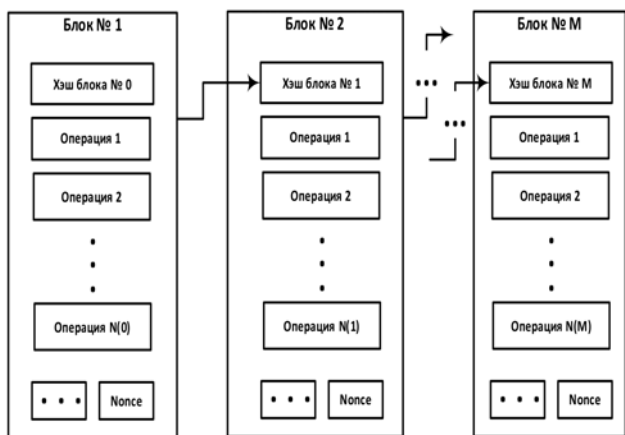 Блок № 1
Хэш блока № 0
Операция 1
Операция 2
Операция N(0)
Nonce
Блок № 2
Хэш блока № 1
Операция 1
Операция 2
Операция N(1)
Nonce
Блок № M
Хэш блока № M
Операция 1
Операция 2
Операция N(M)
Nonce